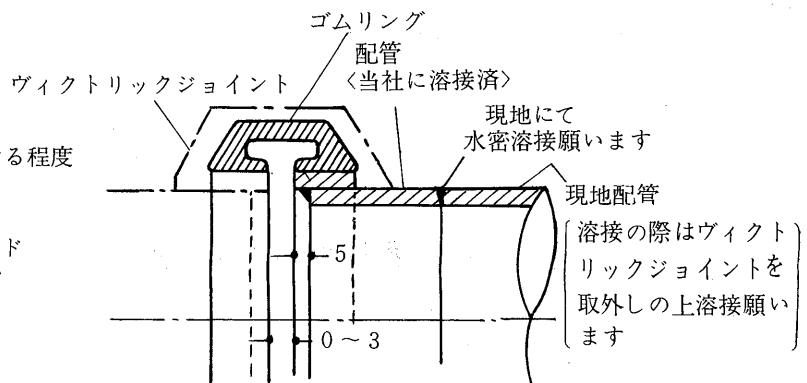 ゴムリング
配管
〈当社に溶接済〉
ヴィクトリックジョイント
現地にて
水密溶接願います
る程度
現地配管
溶接の際はヴィクト
リックジョイントを
取外しの上溶接願い
ます
ド
5
0～3